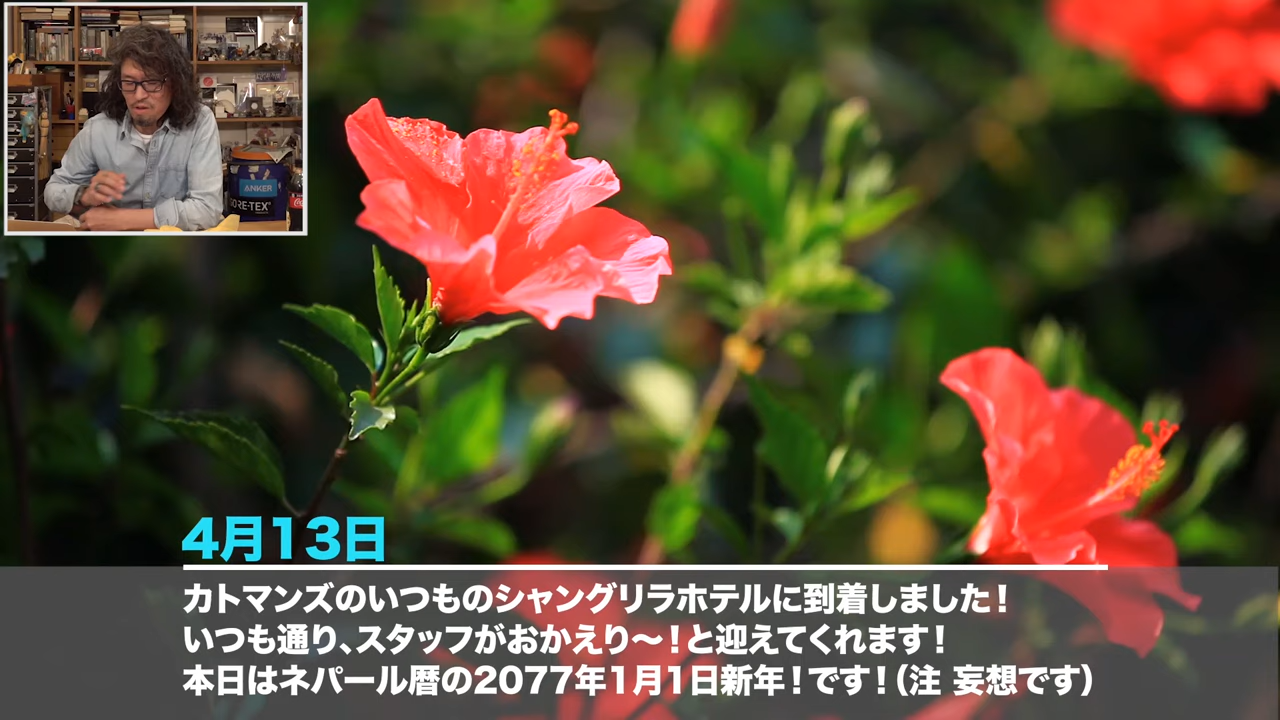 ANKER
GORE-TEX
4月13日
カトマンズのいつものシャングリラホテルに到着しました！
いつも通り、スタッフがおかえり〜！と迎えてくれます！
本日はネパール暦の2077年1月1日新年！です！（注 妄想です）